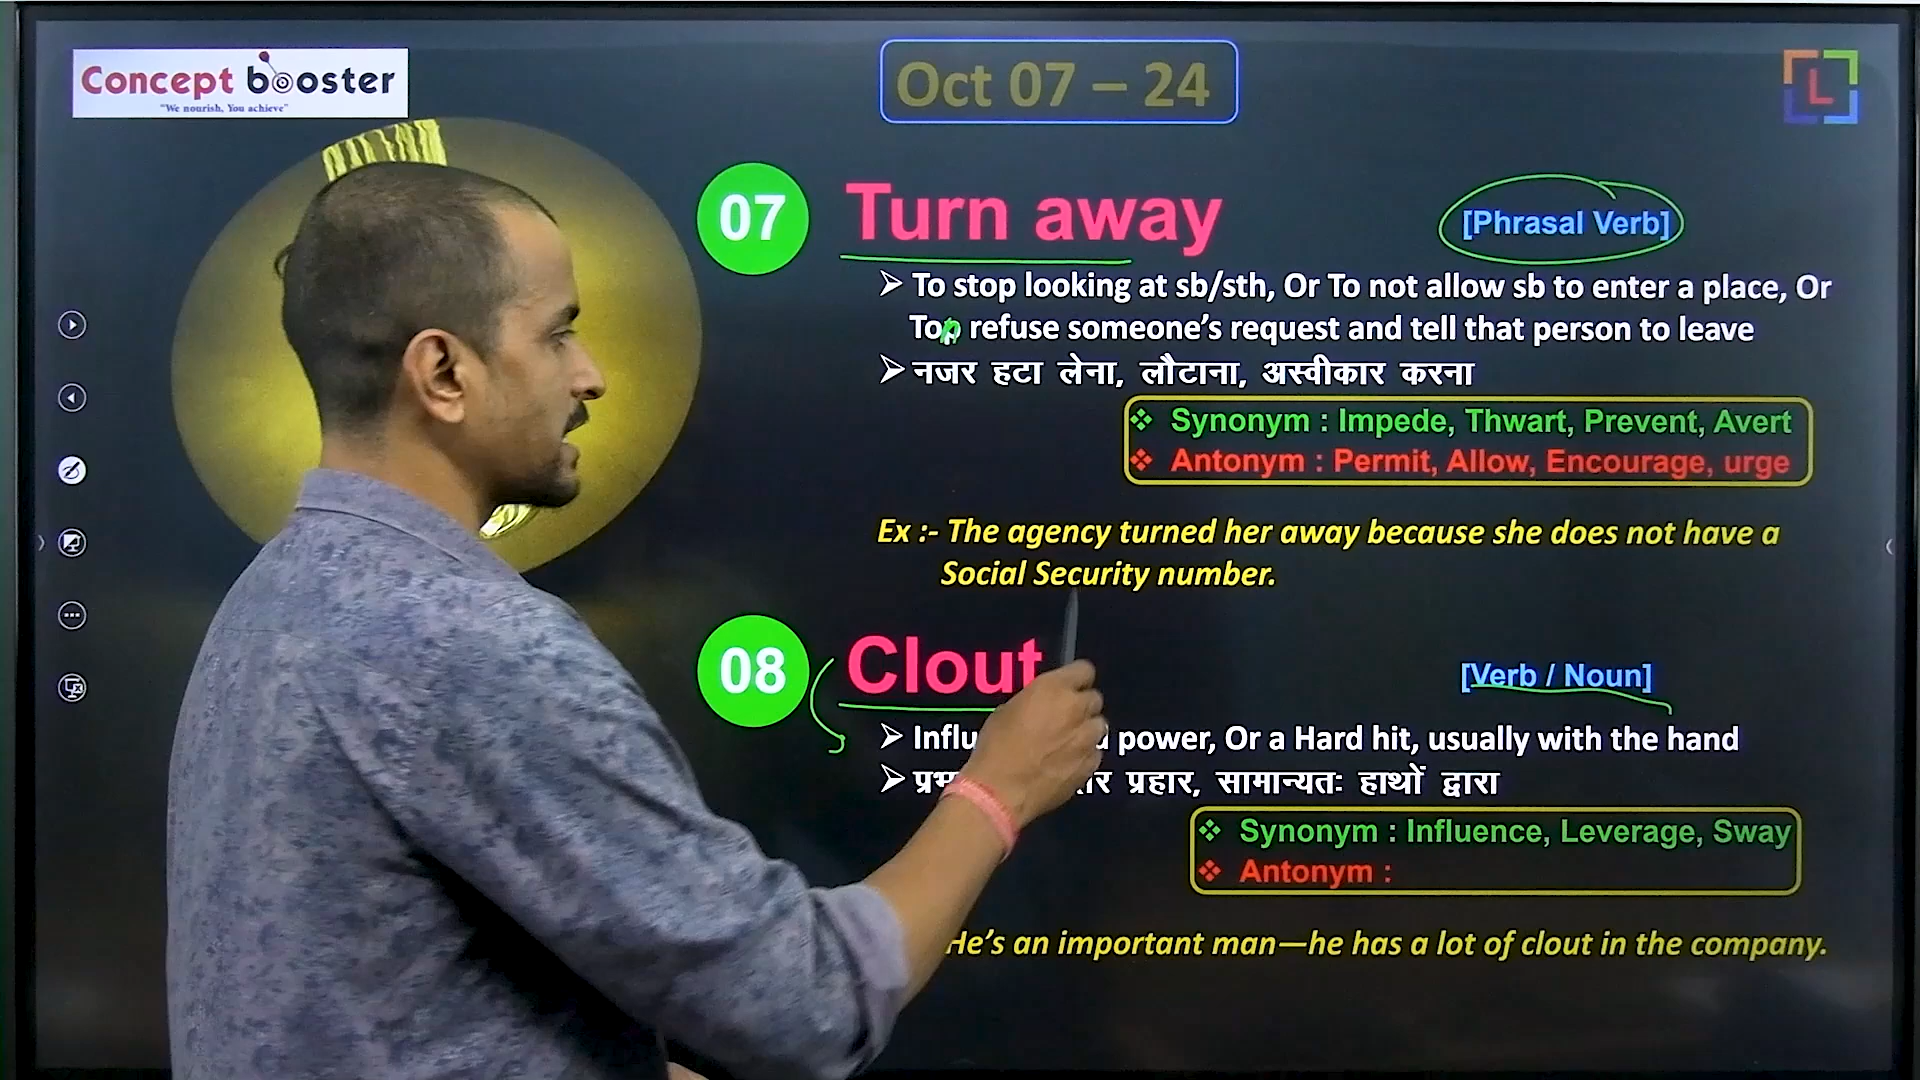 Concept booster
"We nourish, You achieve"
Oct 07 – 24
L
07 Turn away [Phrasal Verb]
➢ To stop looking at sb/sth, Or To not allow sb to enter a place, Or
To refuse someone's request and tell that person to leave
➢ नजर हटा लेना, लौटाना, अस्वीकार करना
❖ Synonym : Impede, Thwart, Prevent, Avert
❖ Antonym : Permit, Allow, Encourage, urge
Ex :- The agency turned her away because she does not have a
Social Security number.
08 Clout [Verb / Noun]
➢ power, Or a Hard hit, usually with the hand
➢ प्रहार, सामान्यतः हाथों द्वारा
❖ Synonym : Influence, Leverage, Sway
❖ Antonym :
He's an important man—he has a lot of clout in the company.